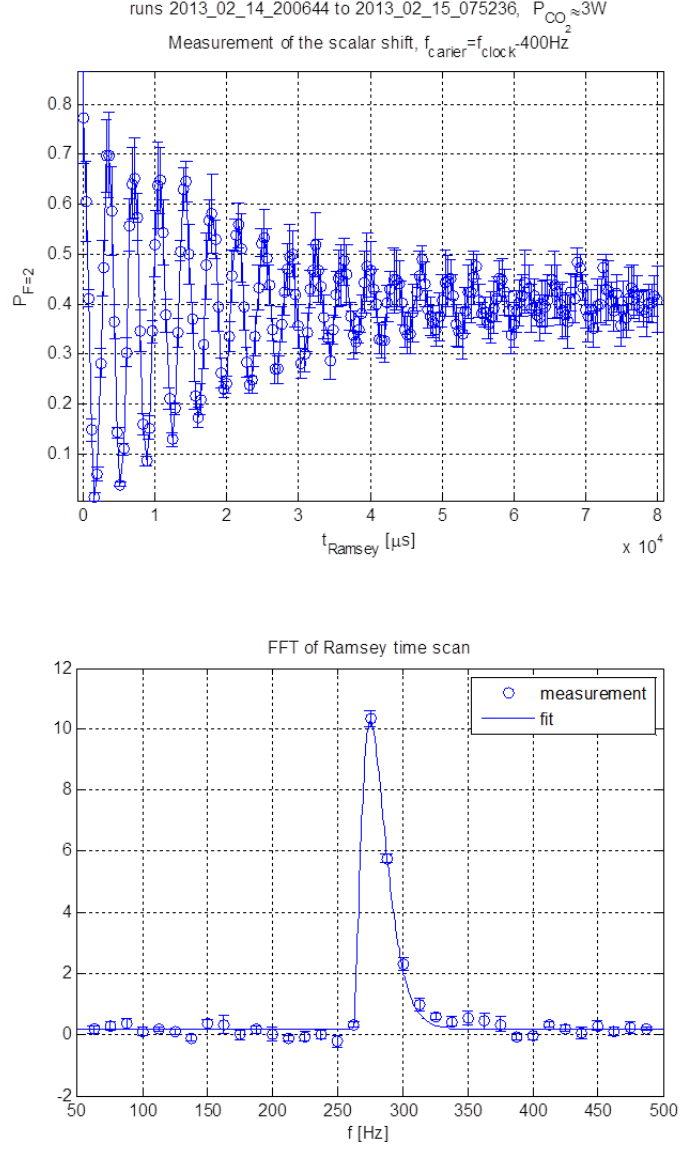 runs 2013_02_14_200644 to 2013_02_15_075236, P_CO₂≈3W
Measurement of the scalar shift, f_carier=f_clock-400Hz
0.8
0.7
0.6
0.5
0.4
0.3
0.2
0.1
P_F=2
0 1 2 3 4 5 6 7 8
t_Ramsey [μs]
x 10⁴
FFT of Ramsey time scan
12
10
8
6
4
2
0
-2
measurement
fit
50 100 150 200 250 300 350 400 450 500
f [Hz]